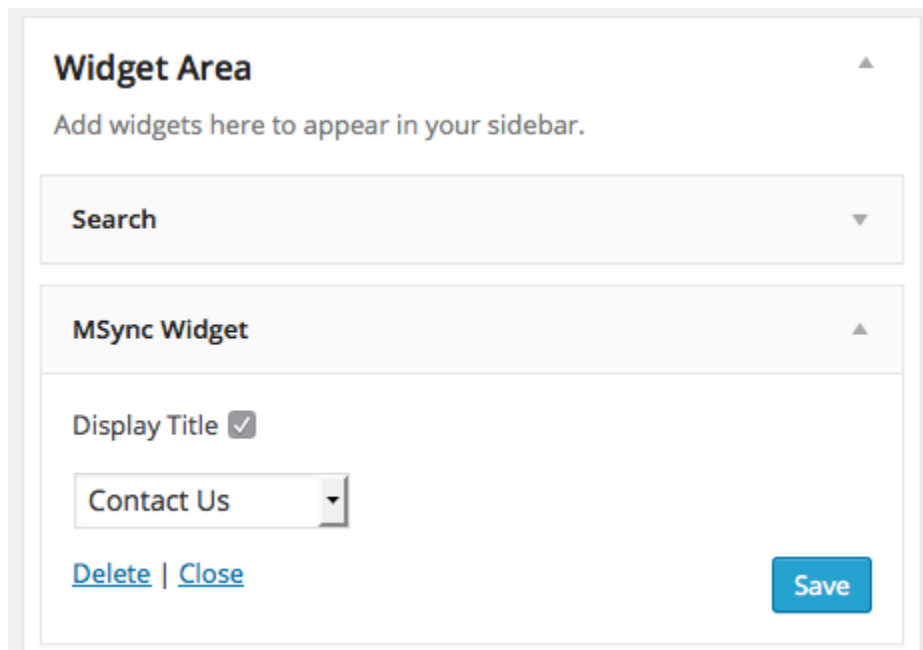 Widget Area
Add widgets here to appear in your sidebar.
Search
MSync Widget
Display Title
Contact Us
Delete | Close
Save